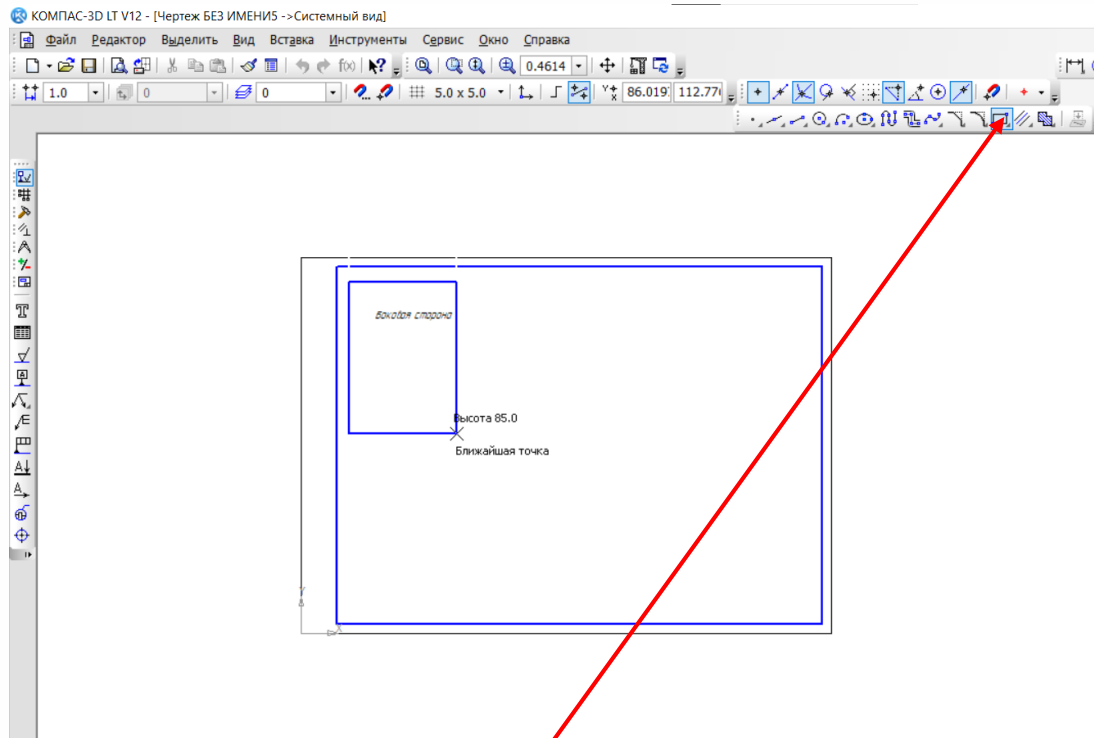 КОМПАС-3D LT V12 - [Чертеж БЕЗ ИМЕНИ5 ->Системный вид]
Файл Редактор Выделить Вид Вставка Инструменты Сервис Окно Справка
f(x) 0.4614
1.0 0 0 5.0 x 5.0 86.019 112.77
Боковая сторона
Высота 85.0
Ближайшая точка
Y
X